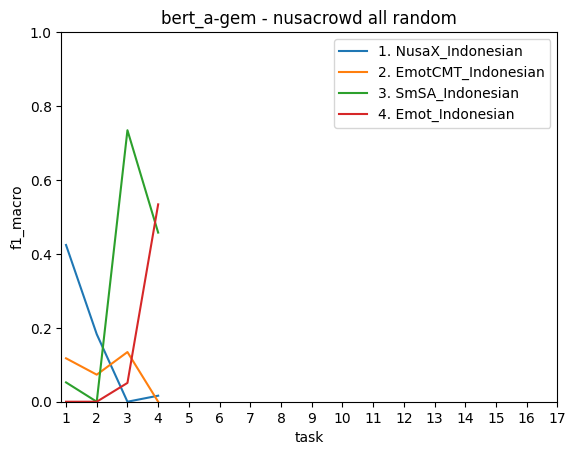 bert_a-gem - nusacrowd all random
1. NusaX_Indonesian
2. EmotCMT_Indonesian
3. SmSA_Indonesian
4. Emot_Indonesian
f1_macro
1.0
0.8
0.6
0.4
0.2
0.0
1 2 3 4 5 6 7 8 9 10 11 12 13 14 15 16 17
task